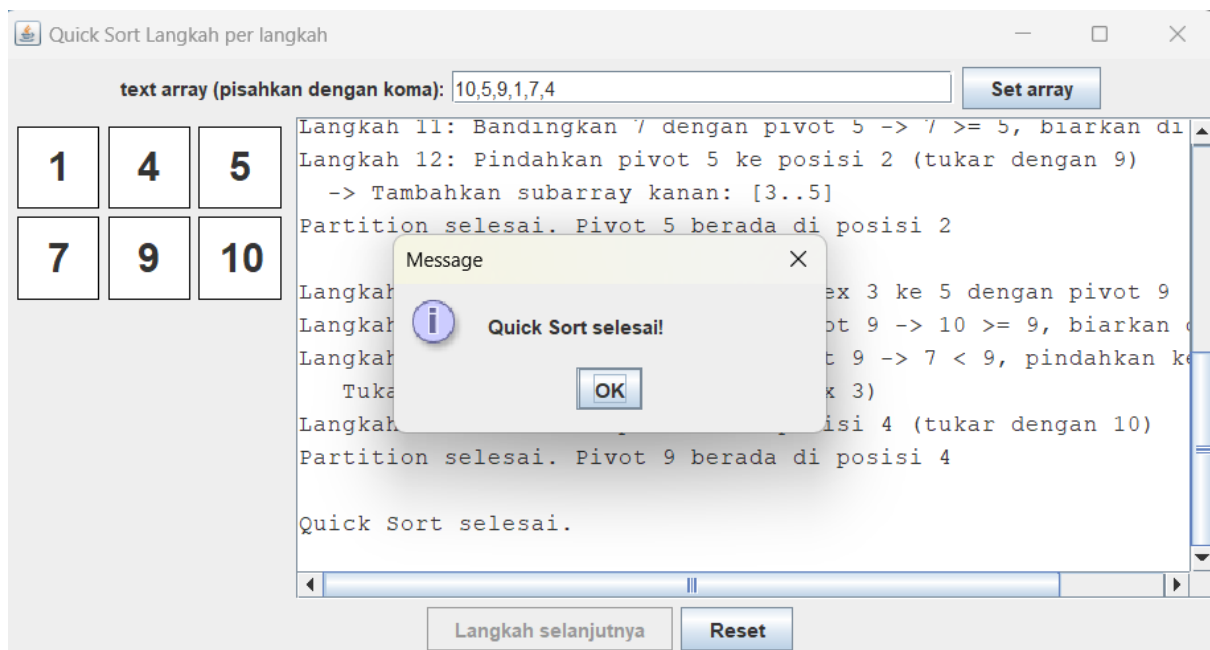 Quick Sort Langkah per langkah
text array (pisahkan dengan koma): 10,5,9,1,7,4 Set array
1 4 5
7 9 10
Langkah 11: Bandingkan 7 dengan pivot 5 -> 7 >= 5, biarkan di
Langkah 12: Pindahkan pivot 5 ke posisi 2 (tukar dengan 9)
-> Tambahkan subarray kanan: [3..5]
Partition selesai. Pivot 5 berada di posisi 2
Langkah ex 3 ke 5 dengan pivot 9
Langkah ot 9 -> 10 >= 9, biarkan
Langkah 9 -> 7 < 9, pindahkan ke
Tuka x 3)
Langkah isi 4 (tukar dengan 10)
Partition selesai. Pivot 9 berada di posisi 4
Quick Sort selesai.
Message
Quick Sort selesai!
OK
Langkah selanjutnya Reset